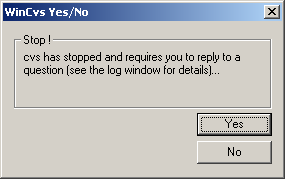 WinCvs Yes/No
Stop !
cvs has stopped and requires you to reply to a
question (see the log window for details)...
Yes
No